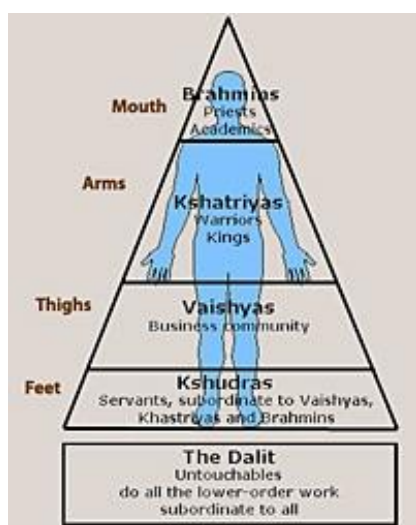 Mouth
Brahmins
Priests
Academics
Arms
Kshatriyas
Warriors
Kings
Thighs
Vaishyas
Business community
Feet
Kshudras
Servants, subordinate to Vaishyas,
Khastriyas and Brahmins
The Dalit
Untouchables
do all the lower-order work
subordinate to all